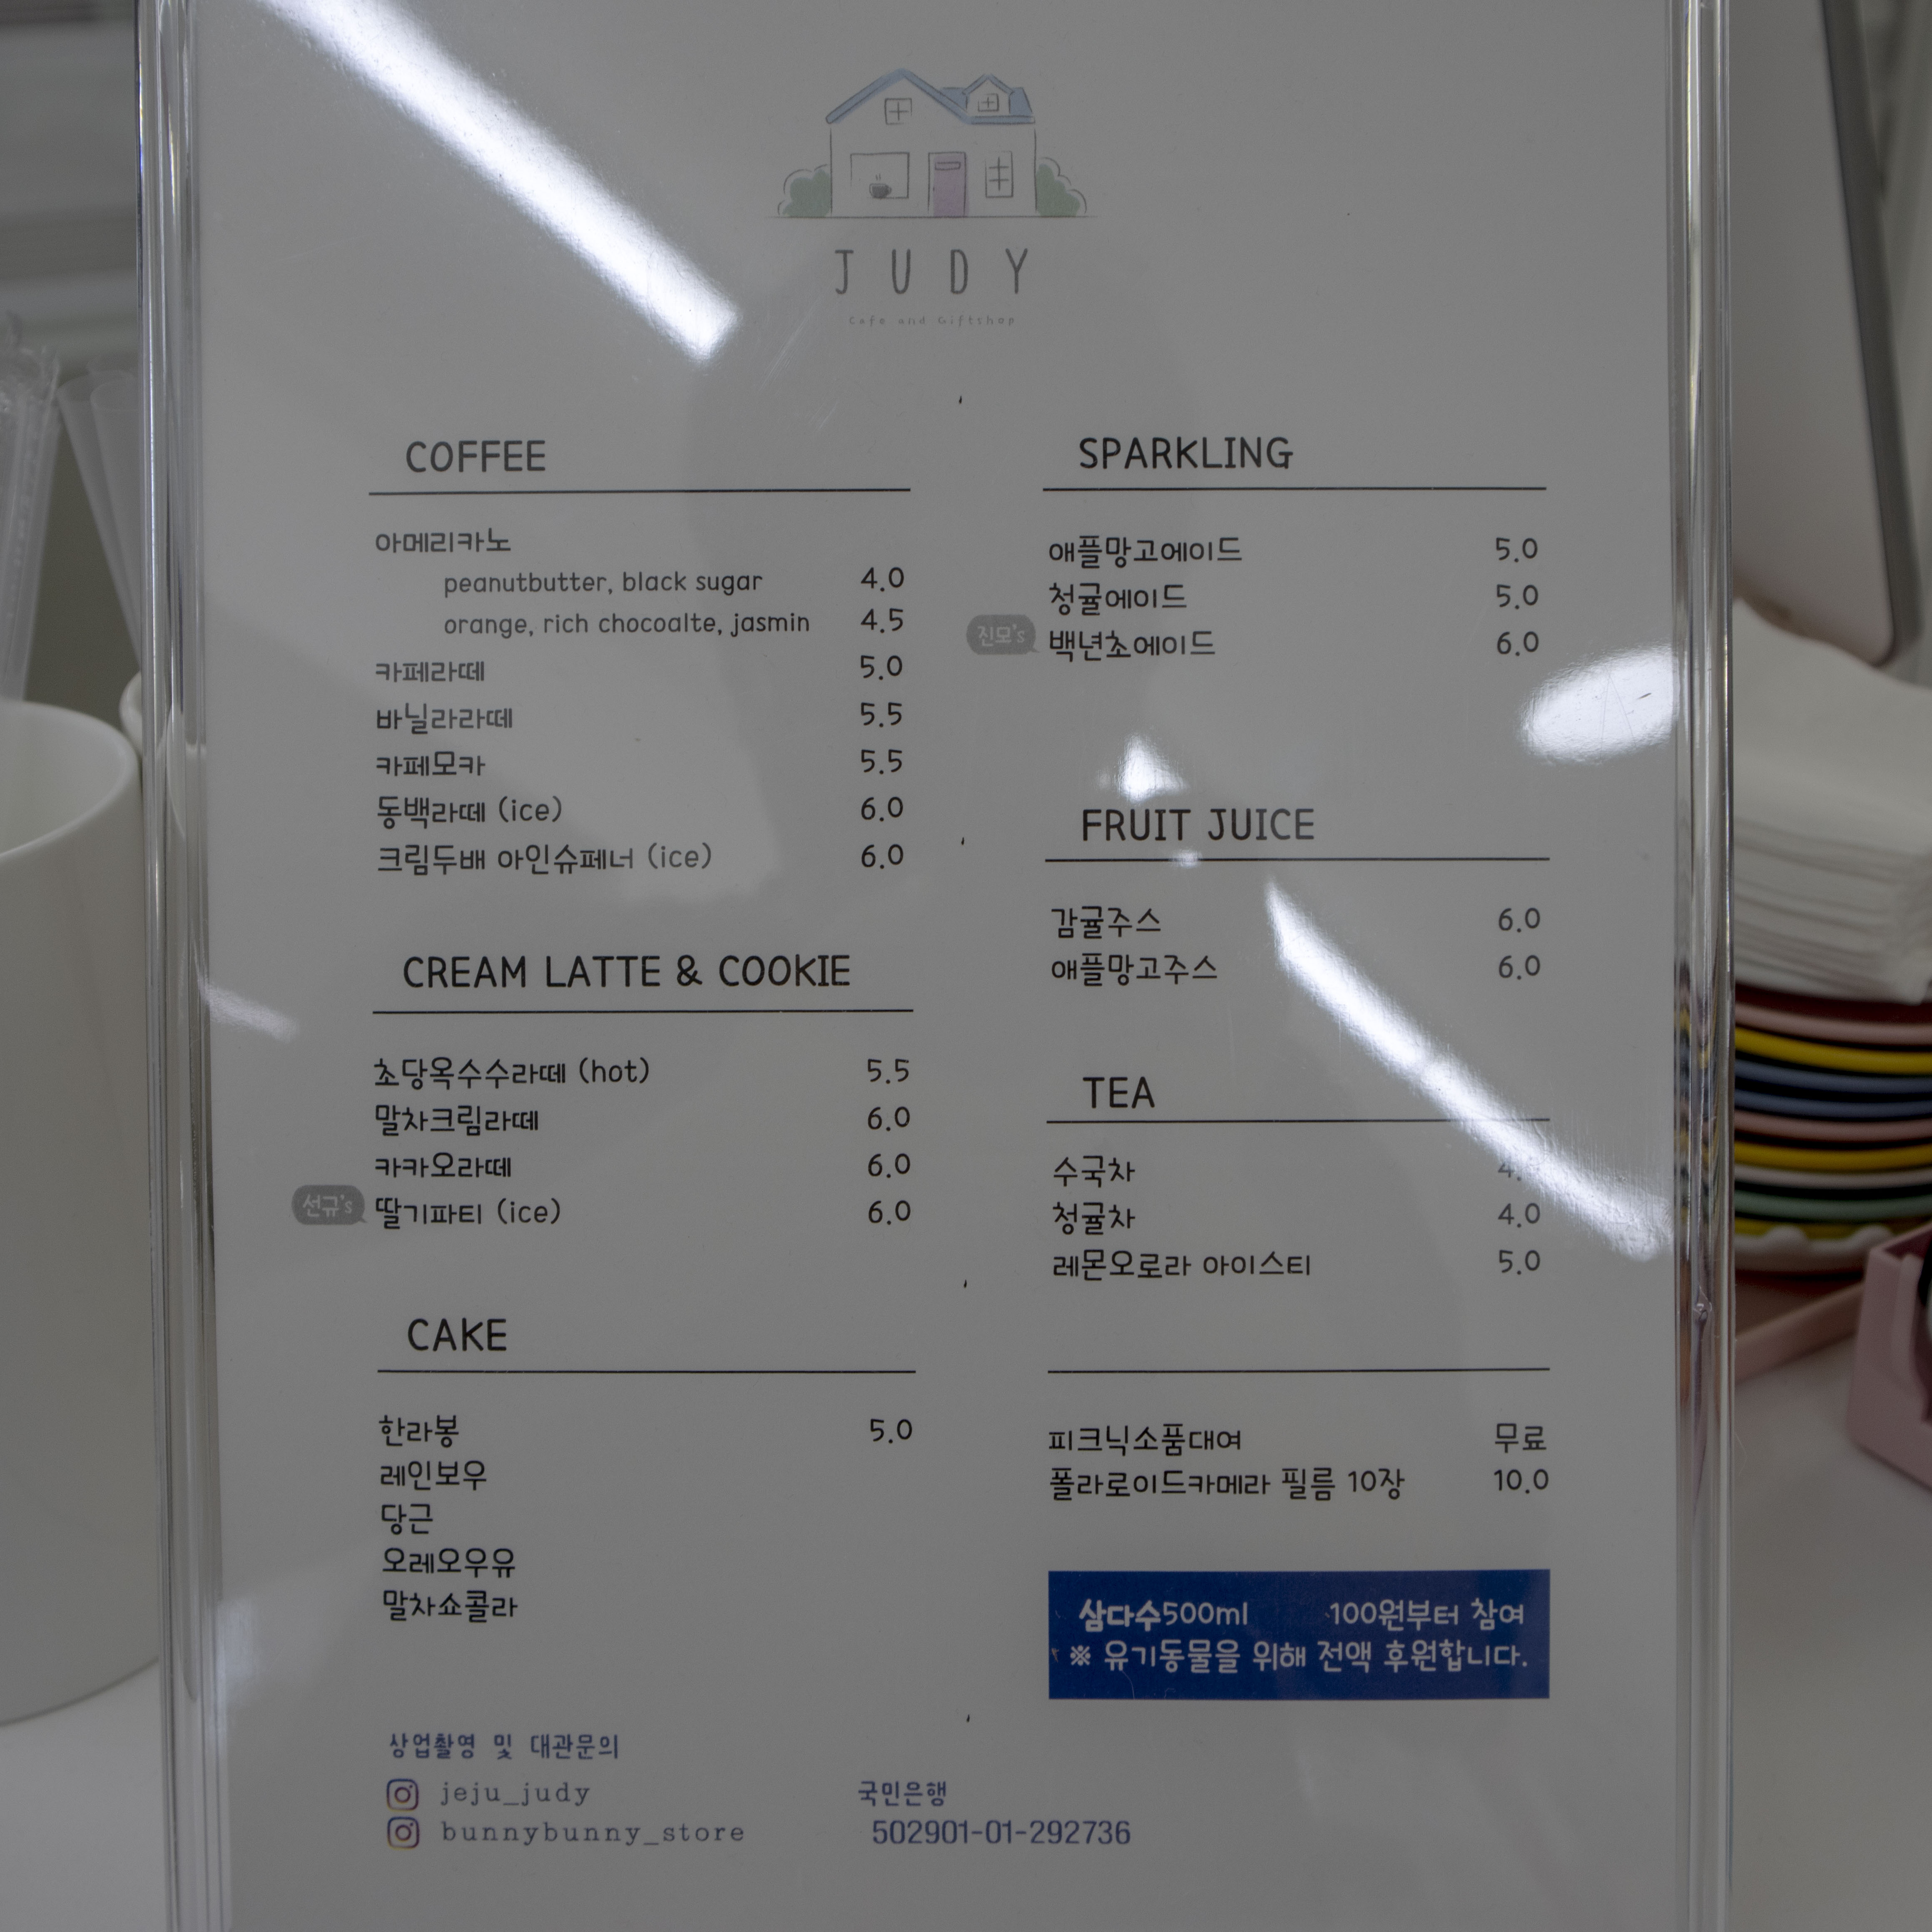 JUDY
Cafe and Giftshop
COFFEE
아메리카노
peanutbutter, black sugar 4.0
orange, rich chocoalte, jasmin 4.5
카페라떼 5.0
바닐라라떼 5.5
카페모카 5.5
동백라떼 (ice) 6.0
크림두배 아인슈페너 (ice) 6.0
CREAM LATTE & COOKIE
초당옥수수라떼 (hot) 5.5
말차크림라떼 6.0
카카오라떼 6.0
선규's 딸기파티 (ice) 6.0
CAKE
한라봉 5.0
레인보우
당근
오레오우유
말차쇼콜라
SPARKLING
애플망고에이드 5.0
청귤에이드 5.0
진모's 백년초에이드 6.0
FRUIT JUICE
감귤주스 6.0
애플망고주스 6.0
TEA
수국차
청귤차 4.0
레몬오로라 아이스티 5.0
피크닉소품대여 무료
폴라로이드카메라 필름 10장 10.0
삼다수500ml 100원부터 참여
※ 유기동물을 위해 전액 후원합니다.
상업촬영 및 대관문의
jeju_judy
bunnybunny_store
국민은행
502901-01-292736